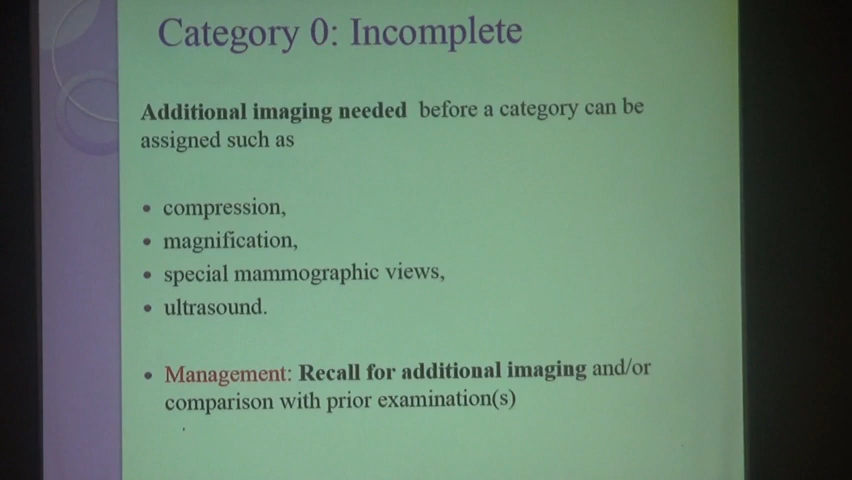 Category 0: Incomplete
Additional imaging needed before a category can be
assigned such as
• compression,
• magnification,
• special mammographic views,
• ultrasound.
• Management: Recall for additional imaging and/or
comparison with prior examination(s)